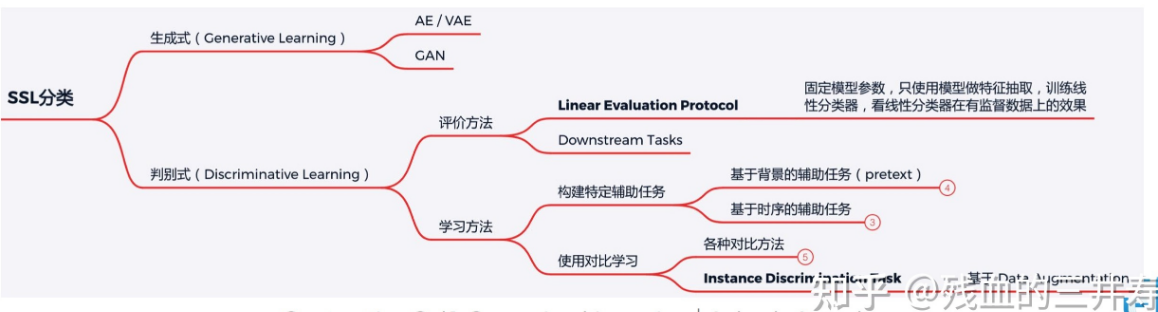 生成式（Generative Learning）
AE / VAE
GAN
SSL分类
判别式（Discriminative Learning）
评价方法
Linear Evaluation Protocol
固定模型参数，只使用模型做特征抽取，训练线
性分类器，看线性分类器在有监督数据上的效果
Downstream Tasks
学习方法
构建特定辅助任务
基于背景的辅助任务（pretext）
4
基于时序的辅助任务
3
使用对比学习
各种对比方法
5
Instance Discrimination Task
基于 Data Augmentation
知乎 @残血的三井寿